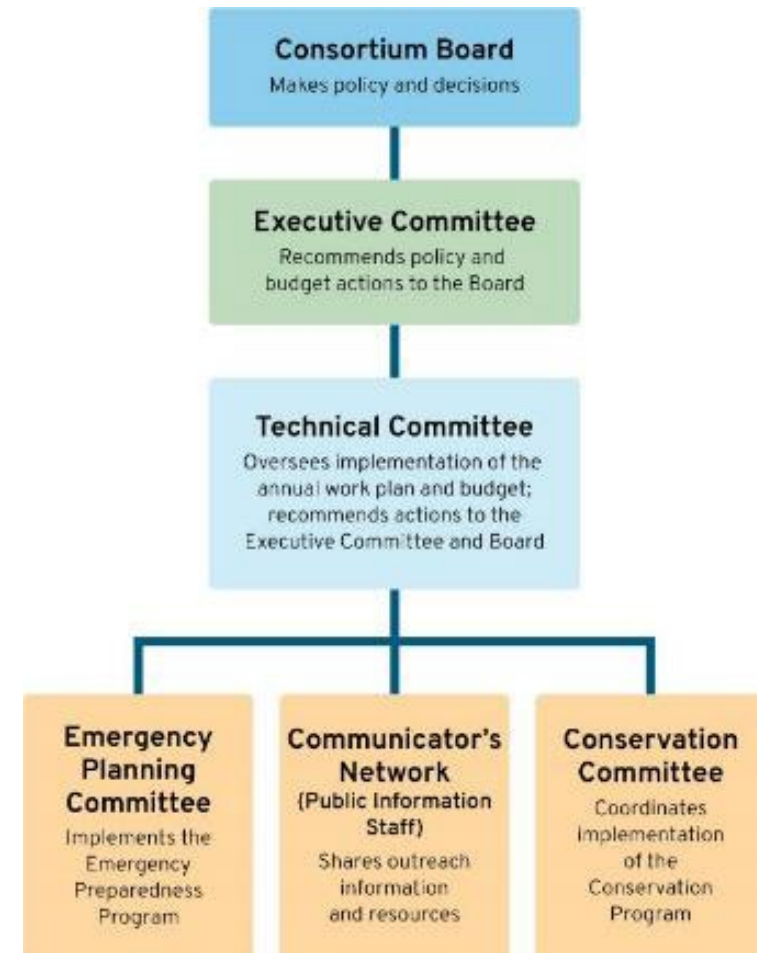 Consortium Board
Makes policy and decisions
Executive Committee
Recommends policy and
budget actions to the Board
Technical Committee
Oversees implementation of the
annual work plan and budget;
recommends actions to the
Executive Committee and Board
Emergency
Planning
Committee
Implements the
Emergency
Preparedness
Program
Communicator's
Network
(Public Information
Staff)
Shares outreach
information
and resources
Conservation
Committee
Coordinates
implementation
of the
Conservation
Program